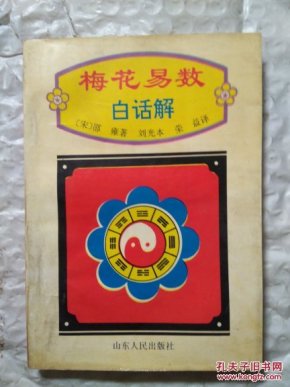 梅花易数
白话解
〔宋〕邵雍著 刘光本 荣益译
山东人民出版社
孔夫子旧书网